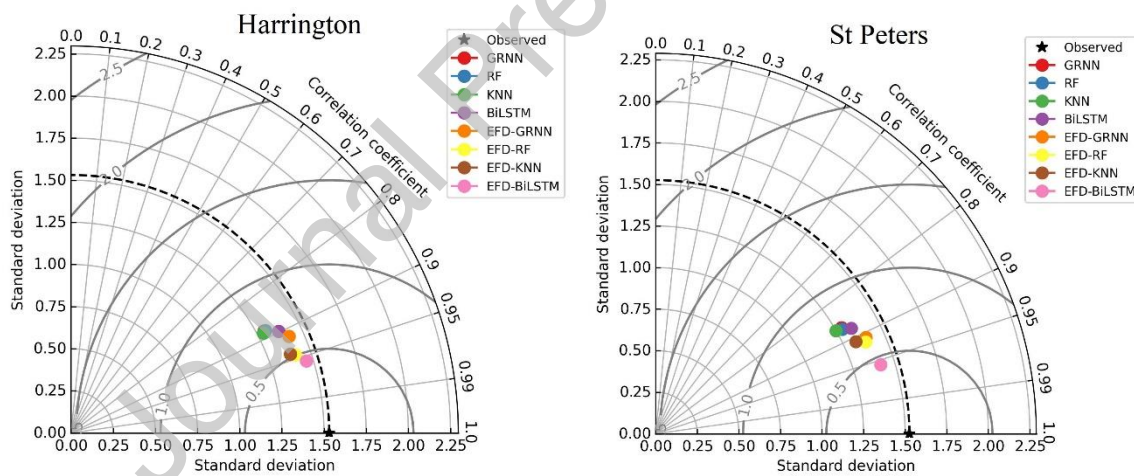 Harrington
0.0 0.1 0.2 0.3 0.4 0.5 0.6 0.7 0.8 0.9 0.95 0.99 1.0
Correlation coefficient
Observed
GRNN
RF
KNN
BiLSTM
EFD-GRNN
EFD-RF
EFD-KNN
EFD-BiLSTM
2.25
2.00
1.75
1.50
1.25
1.00
0.75
0.50
0.25
0.00
Standard deviation
2.5
2.0
1.0
0.5
0.00 0.25 0.50 0.75 1.00 1.25 1.50 1.75 2.00 2.25
Standard deviation
St Peters
0.0 0.1 0.2 0.3 0.4 0.5 0.6 0.7 0.8 0.9 0.95 0.99 1.0
Correlation coefficient
Observed
GRNN
RF
KNN
BiLSTM
EFD-GRNN
EFD-RF
EFD-KNN
EFD-BiLSTM
2.25
2.00
1.75
1.50
1.25
1.00
0.75
0.50
0.25
0.00
Standard deviation
2.5
2.0
1.0
0.5
0.00 0.25 0.50 0.75 1.00 1.25 1.50 1.75 2.00 2.25
Standard deviation
Journal Pre